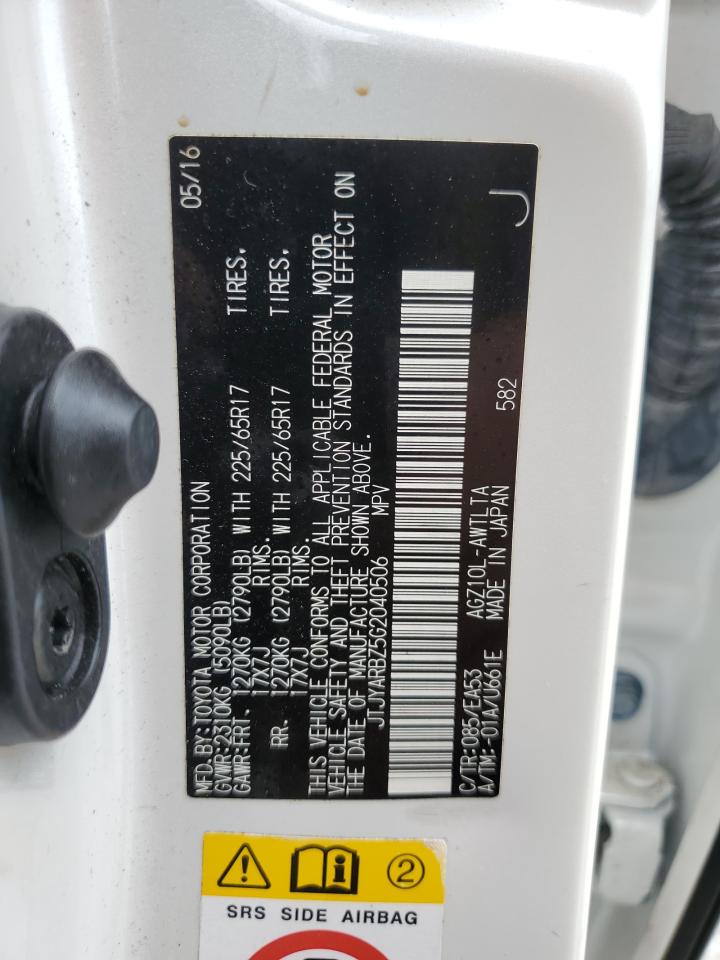 05/16
MFD.BY:TOYOTA MOTOR CORPORATION
GVWR:2310KG (5090LB)
GAWR:FRT. 1270KG (2790LB) WITH 225/65R17 TIRES.
17X7J RIMS.
RR. 1270KG (2790LB) WITH 225/65R17 TIRES.
17X7J RIMS.
THIS VEHICLE CONFORMS TO ALL APPLICABLE FEDERAL MOTOR
VEHICLE SAFETY AND THEFT PREVENTION STANDARDS IN EFFECT ON
THE DATE OF MANUFACTURE SHOWN ABOVE.
JTJYARBZ5G2040506 MPV
C/TR:085/EA53 AGZ10L-AWTLTA
A/TM:-01A/U661E MADE IN JAPAN 582
J
2
SRS SIDE AIRBAG